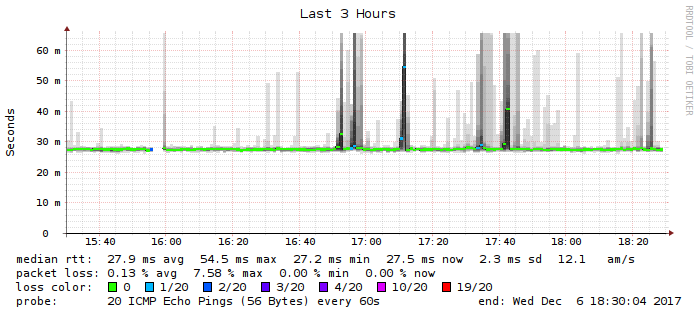 Last 3 Hours
RRDTOOL / TOBI OETIKER
Seconds
60 m
50 m
40 m
30 m
20 m
10 m
0
15:40 16:00 16:20 16:40 17:00 17:20 17:40 18:00 18:20
median rtt: 27.9 ms avg 54.5 ms max 27.2 ms min 27.5 ms now 2.3 ms sd 12.1 am/s
packet loss: 0.13 % avg 7.58 % max 0.00 % min 0.00 % now
loss color: 0 1/20 2/20 3/20 4/20 10/20 19/20
probe: 20 ICMP Echo Pings (56 Bytes) every 60s end: Wed Dec 6 18:30:04 2017